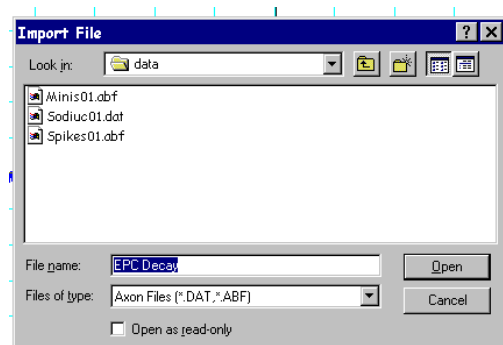 Import File
Look in: data
Minis01.abf
Sodiuc01.dat
Spikes01.abf
File name: EPC Decay Open
Files of type: Axon Files (*.DAT,*.ABF) Cancel
Open as read-only